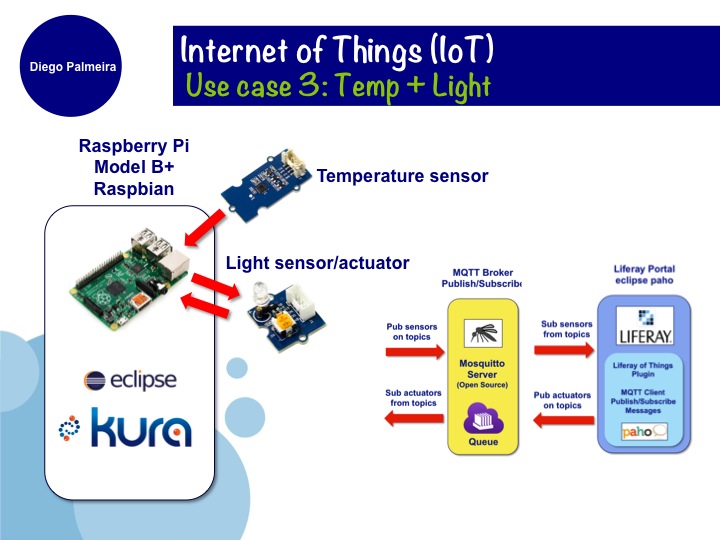 Diego Palmeira
Internet of Things (IoT)
Use case 3: Temp + Light
Raspberry Pi
Model B+
Raspbian
Temperature sensor
Light sensor/actuator
eclipse
kura
Pub sensors
on topics
Sub actuators
from topics
MQTT Broker
Publish/Subscribe
Mosquitto
Server
(Open Source)
Queue
Sub sensors
from topics
Pub actuators
on topics
Liferay Portal
eclipse paho
LIFERAY.
Liferay of Things
Plugin
MQTT Client
Publish/Subscribe
Messages
paho